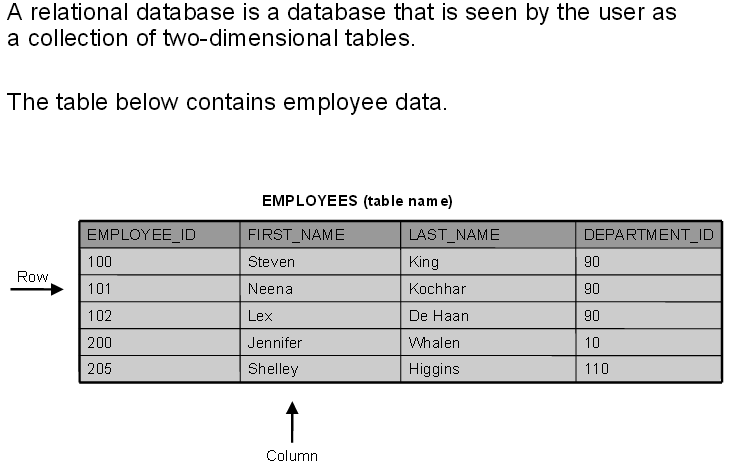 A relational database is a database that is seen by the user as
a collection of two-dimensional tables.
The table below contains employee data.
EMPLOYEES (table name)
EMPLOYEE_ID FIRST_NAME LAST_NAME DEPARTMENT_ID
100 Steven King 90
Row
101 Neena Kochhar 90
102 Lex De Haan 90
200 Jennifer Whalen 10
205 Shelley Higgins 110
Column